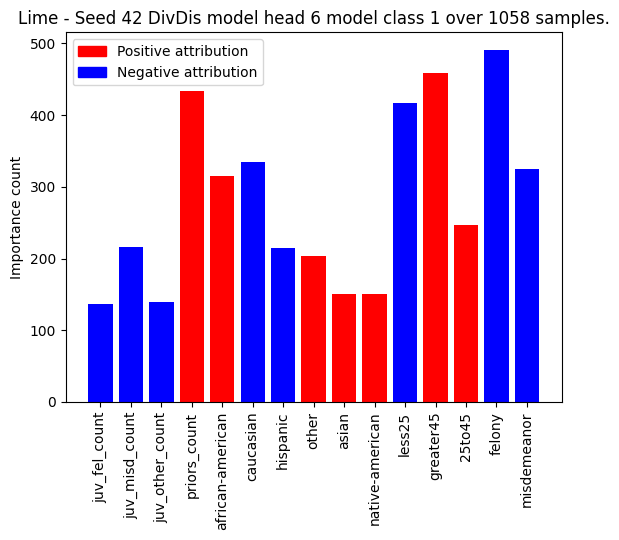 Lime - Seed 42 DivDis model head 6 model class 1 over 1058 samples.
Positive attribution
Negative attribution
Importance count
500
400
300
200
100
0
juv_fel_count
juv_misd_count
juv_other_count
priors_count
african-american
caucasian
hispanic
other
asian
native-american
less25
greater45
25to45
felony
misdemeanor